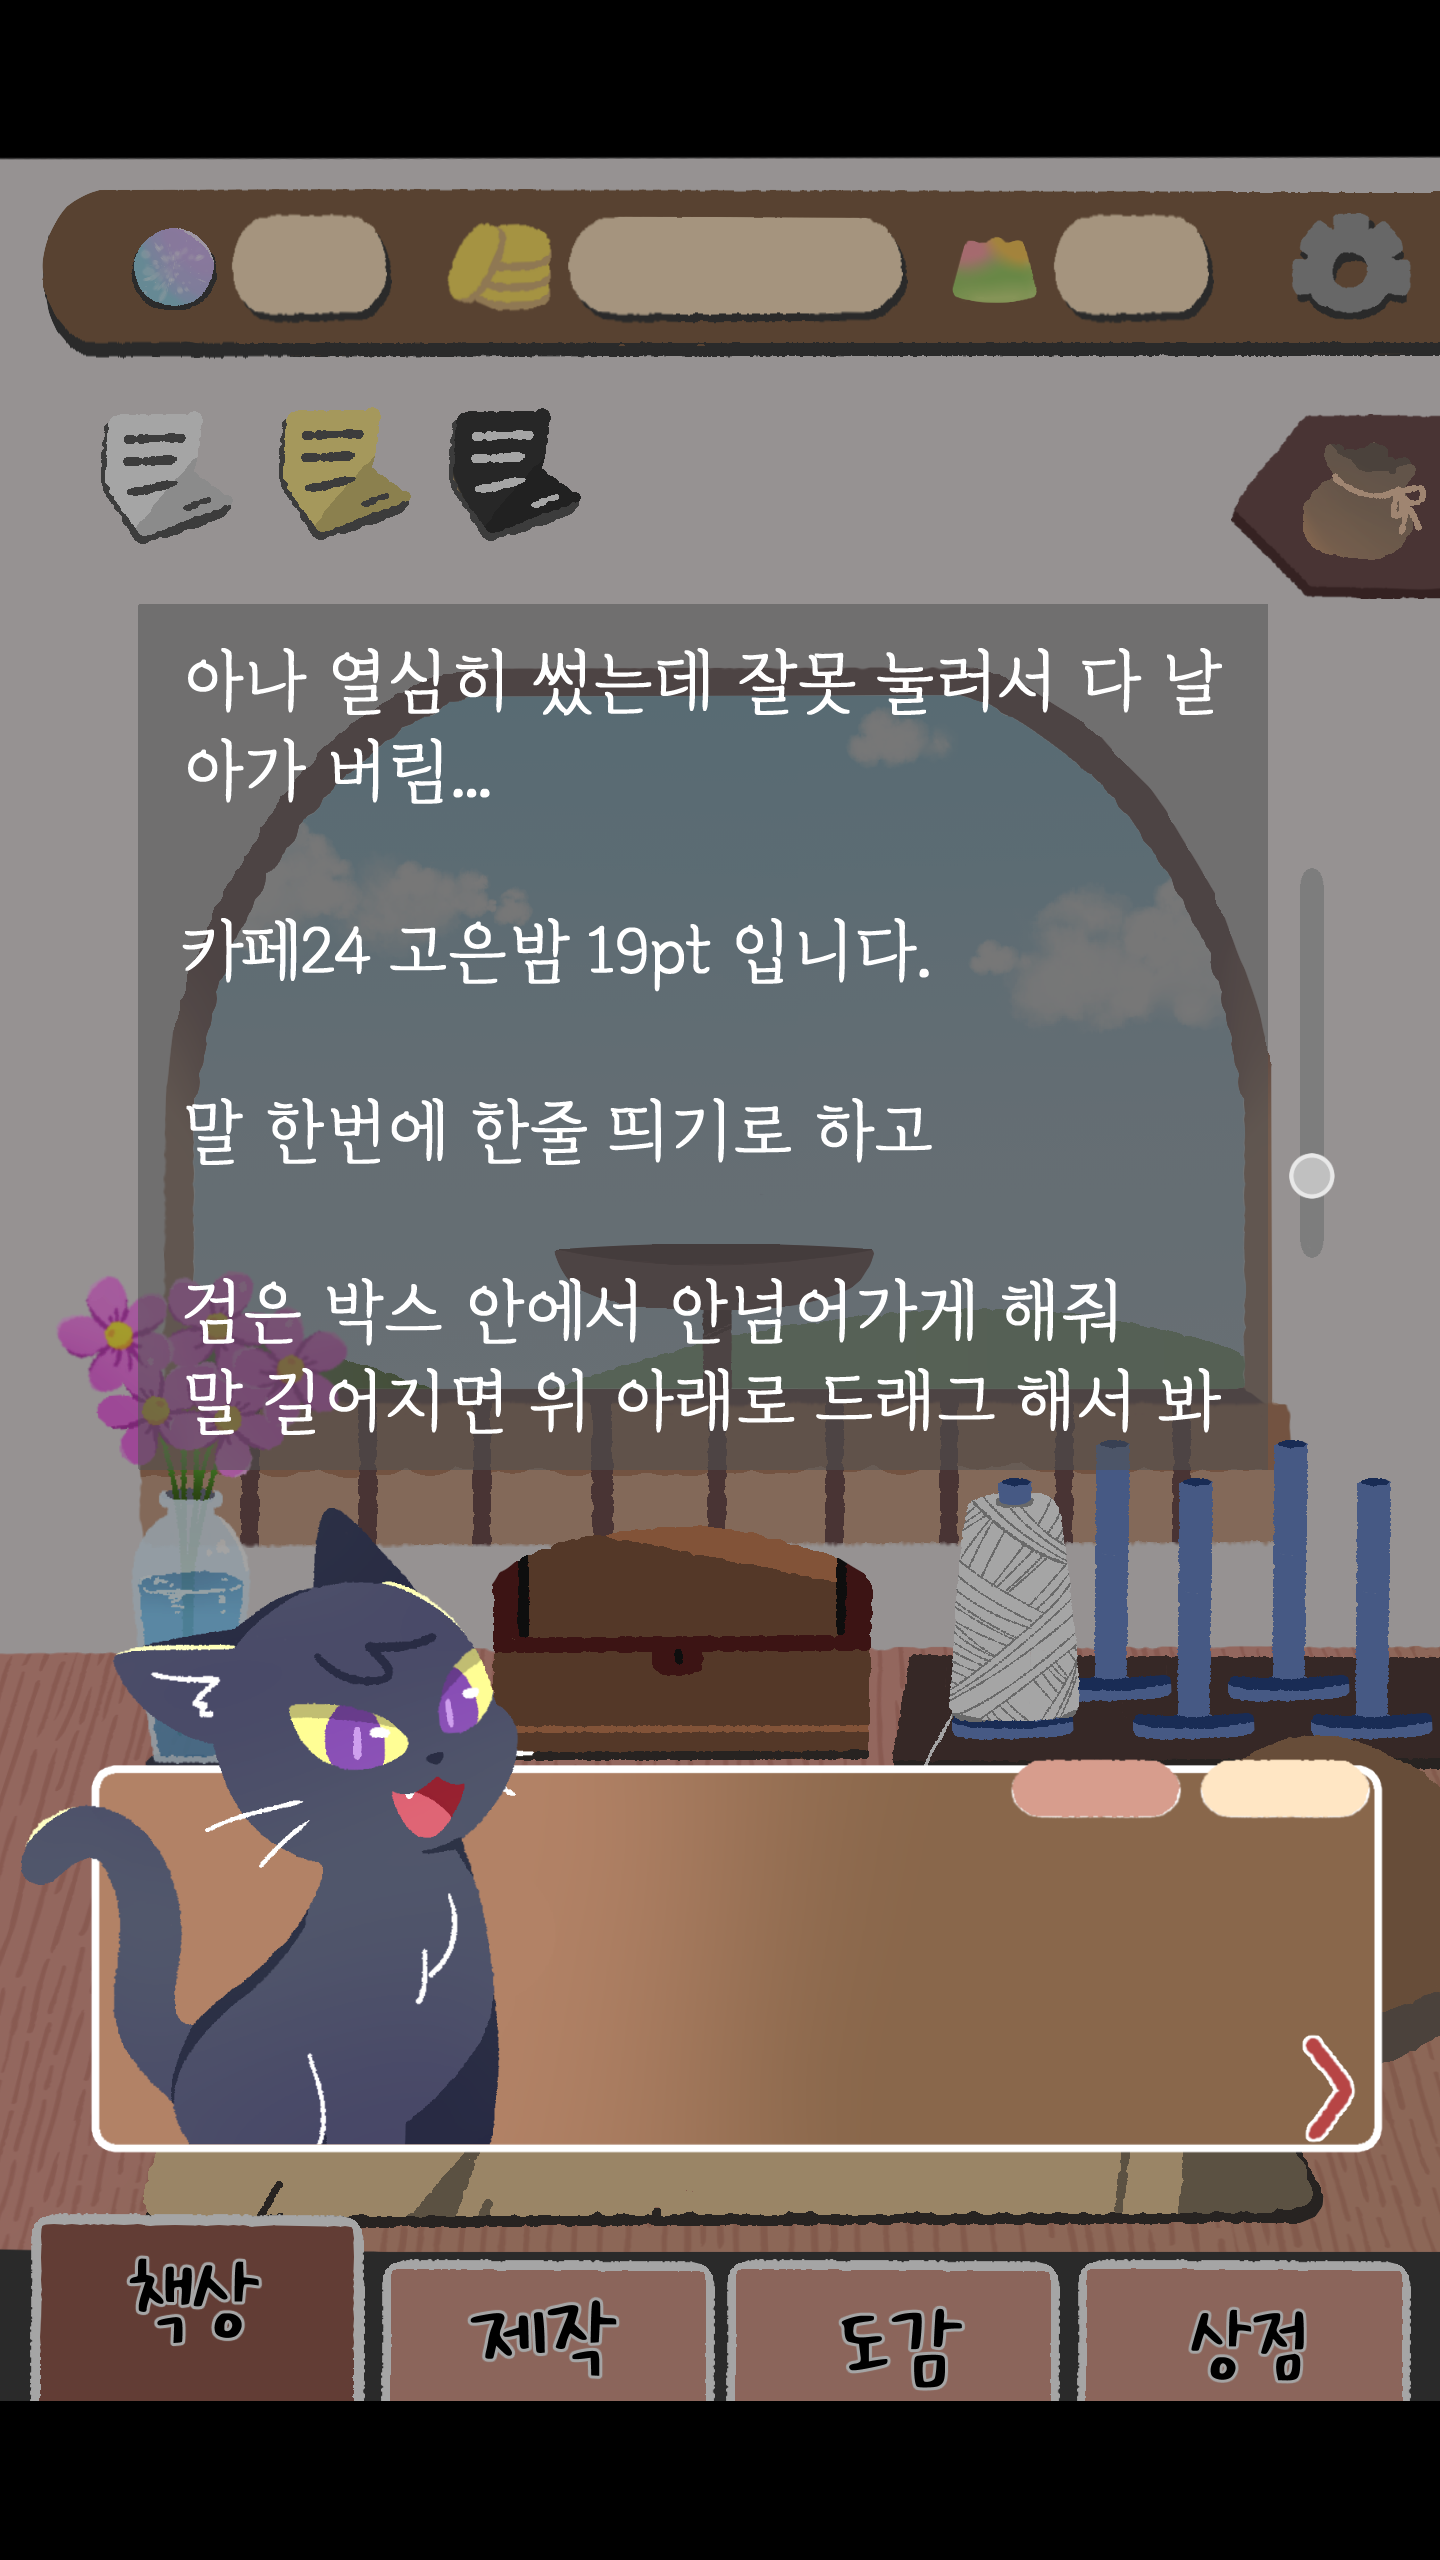 아나 열심히 썼는데 잘못 눌러서 다 날
아가 버림...
카페24 고은밤 19pt 입니다.
말 한번에 한줄 띄기로 하고
검은 박스 안에서 안넘어가게 해줘
말 길어지면 위 아래로 드래그 해서 봐
책상
제작
도감
상점